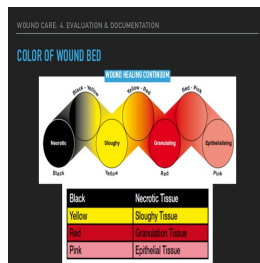 WOUND CARE: 4. EVALUATION & DOCUMENTATION
COLOR OF WOUND BED
WOUND HEALING CONTINUUM
Black - Yellow
Yellow - Red
Red - Pink
Necrotic
Sloughy
Granulating
Epithelialising
Black
Yellow
Red
Pink
Black Necrotic Tissue
Yellow Sloughy Tissue
Red Granulation Tissue
Pink Epithelial Tissue